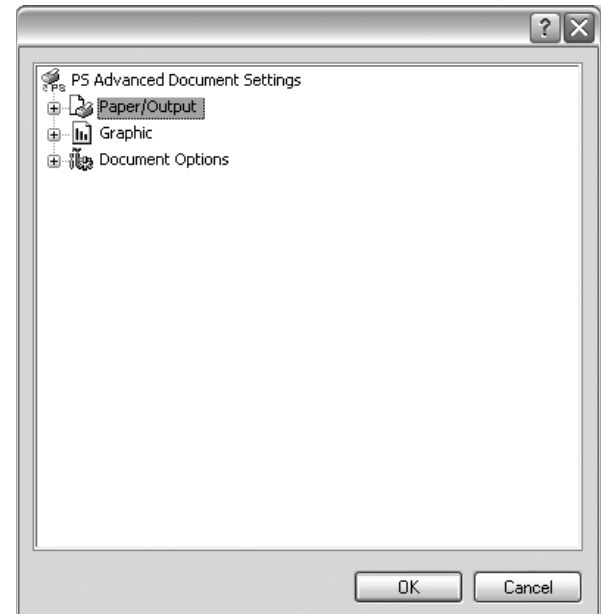 PS Advanced Document Settings
Paper/Output
Graphic
Document Options
OK Cancel